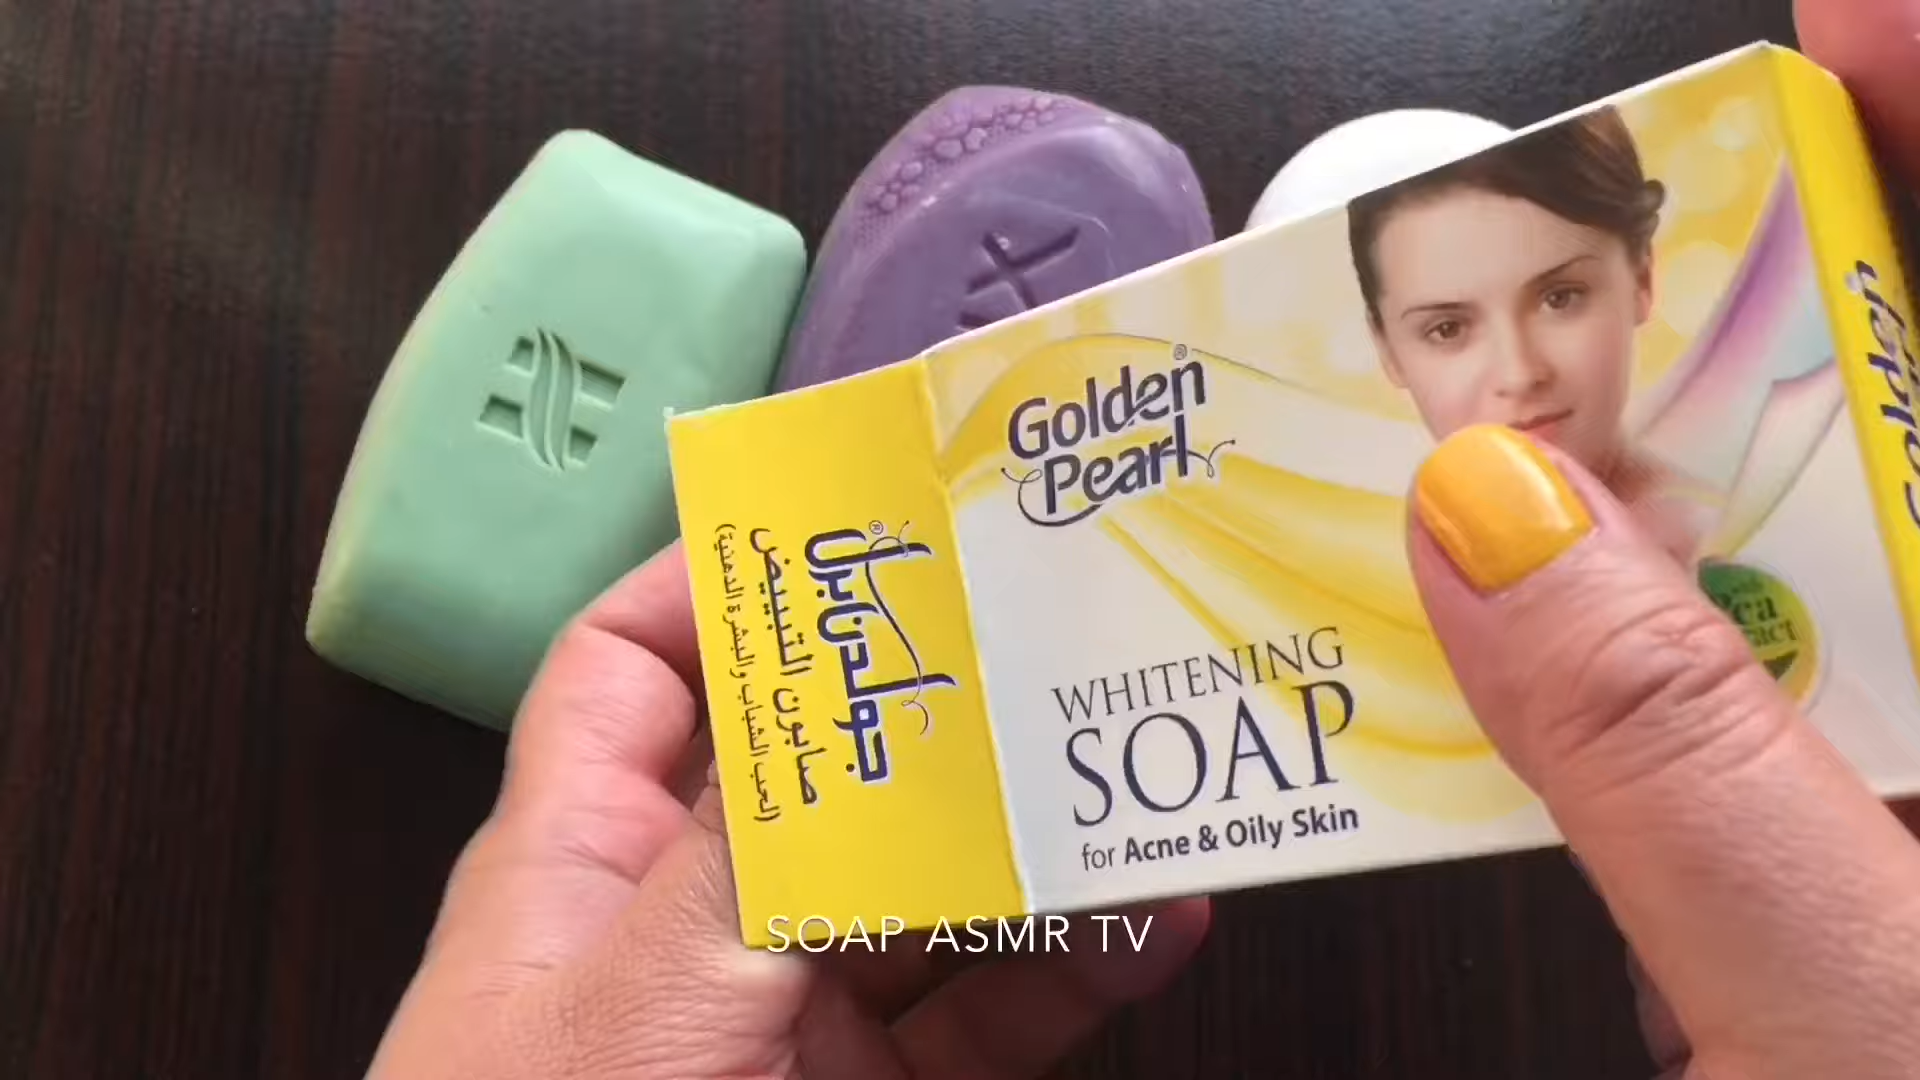 Golden
Pearl
WHITENING
SOAP
for Acne & Oily Skin
جولدن بيرل
صابون التبييض
(لحب الشباب والبشرة الدهنية)
Golden
SOAP ASMR TV